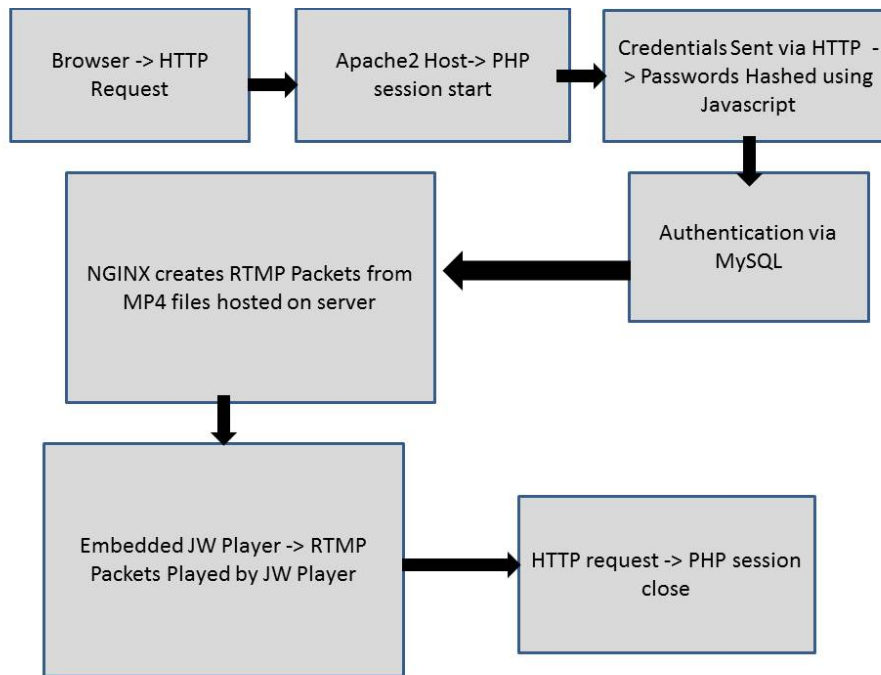 Browser -> HTTP
Request
Apache2 Host-> PHP
session start
Credentials Sent via HTTP -
> Passwords Hashed using
Javascript
Authentication via
MySQL
NGINX creates RTMP Packets from
MP4 files hosted on server
Embedded JW Player -> RTMP
Packets Played by JW Player
HTTP request -> PHP session
close